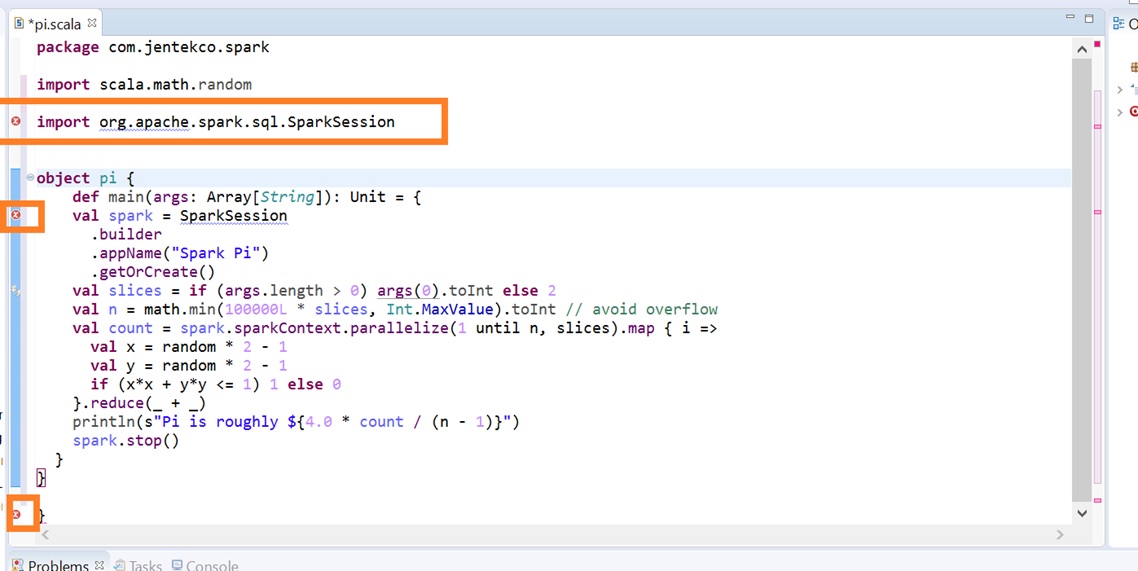 *pi.scala
package com.jentekco.spark
import scala.math.random
import org.apache.spark.sql.SparkSession
object pi {
def main(args: Array[String]): Unit = {
val spark = SparkSession
.builder
.appName("Spark Pi")
.getOrCreate()
val slices = if (args.length > 0) args(0).toInt else 2
val n = math.min(100000L * slices, Int.MaxValue).toInt // avoid overflow
val count = spark.sparkContext.parallelize(1 until n, slices).map { i =>
val x = random * 2 - 1
val y = random * 2 - 1
if (x*x + y*y <= 1) 1 else 0
}.reduce(_ + _)
println(s"Pi is roughly ${4.0 * count / (n - 1)}")
spark.stop()
}
}
}
Problems Tasks Console